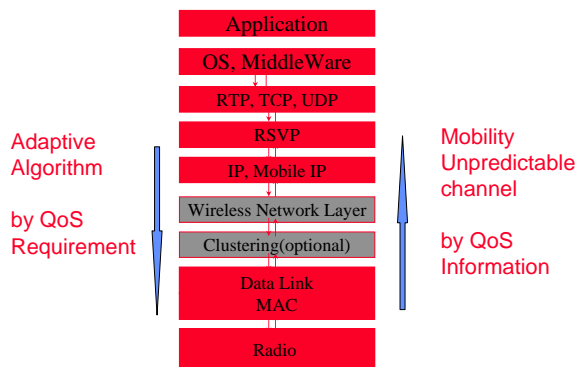 Application
OS, MiddleWare
RTP, TCP, UDP
RSVP
IP, Mobile IP
Wireless Network Layer
Clustering(optional)
Data Link
MAC
Radio
Adaptive
Algorithm
by QoS
Requirement
Mobility
Unpredictable
channel
by QoS
Information